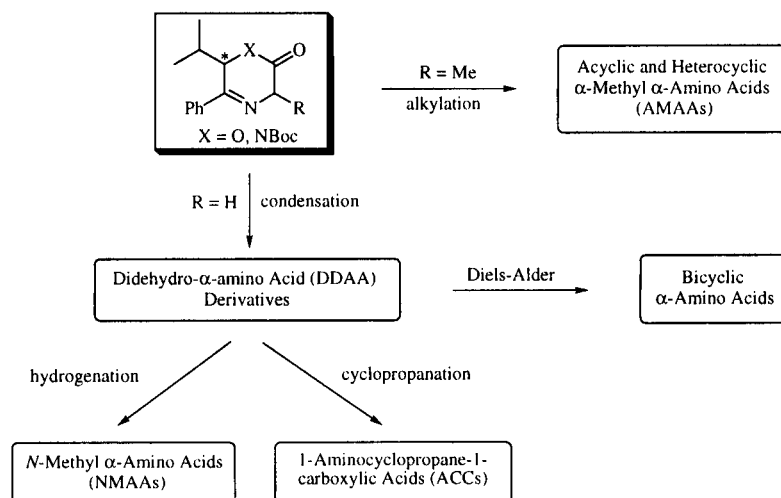 X
O
*
Ph
N
R
X = O, NBoc
R = Me
alkylation
Acyclic and Heterocyclic
α-Methyl α-Amino Acids
(AMAAs)
R = H
condensation
Didehydro-α-amino Acid (DDAA)
Derivatives
Diels-Alder
Bicyclic
α-Amino Acids
hydrogenation
cyclopropanation
N-Methyl α-Amino Acids
(NMAAs)
1-Aminocyclopropane-1-
carboxylic Acids (ACCs)